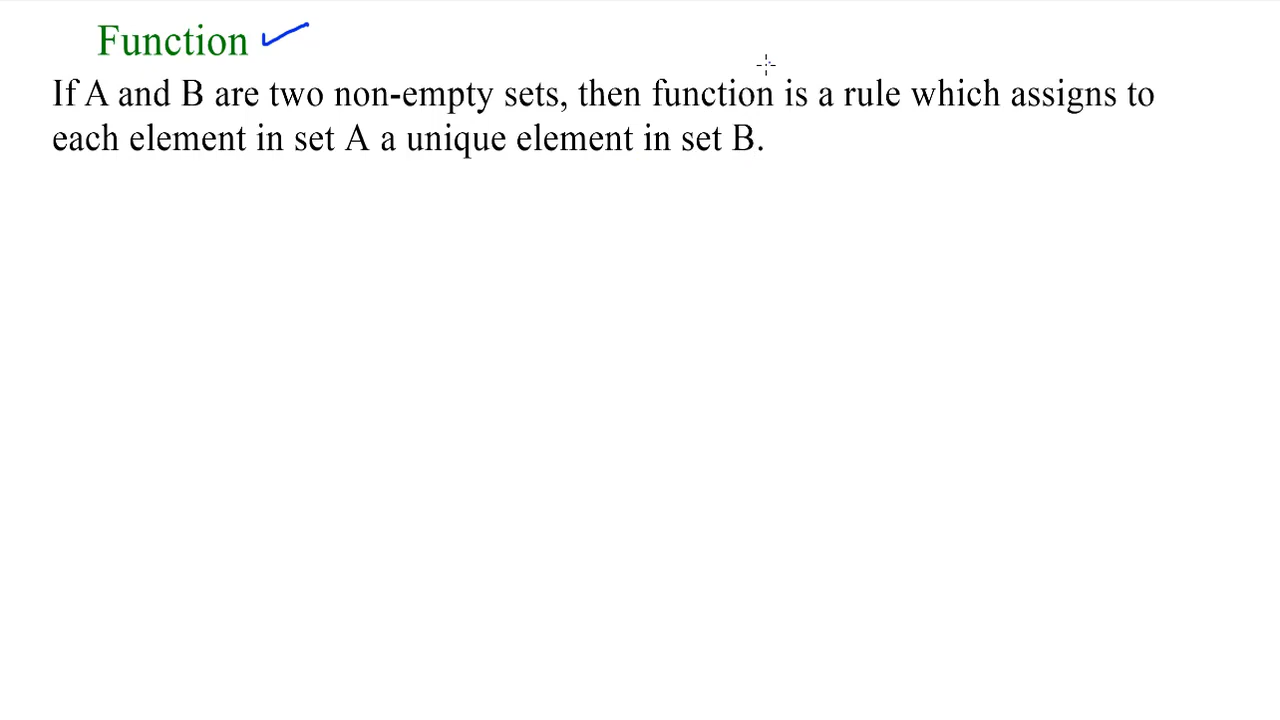 Function
If A and B are two non-empty sets, then function is a rule which assigns to
each element in set A a unique element in set B.